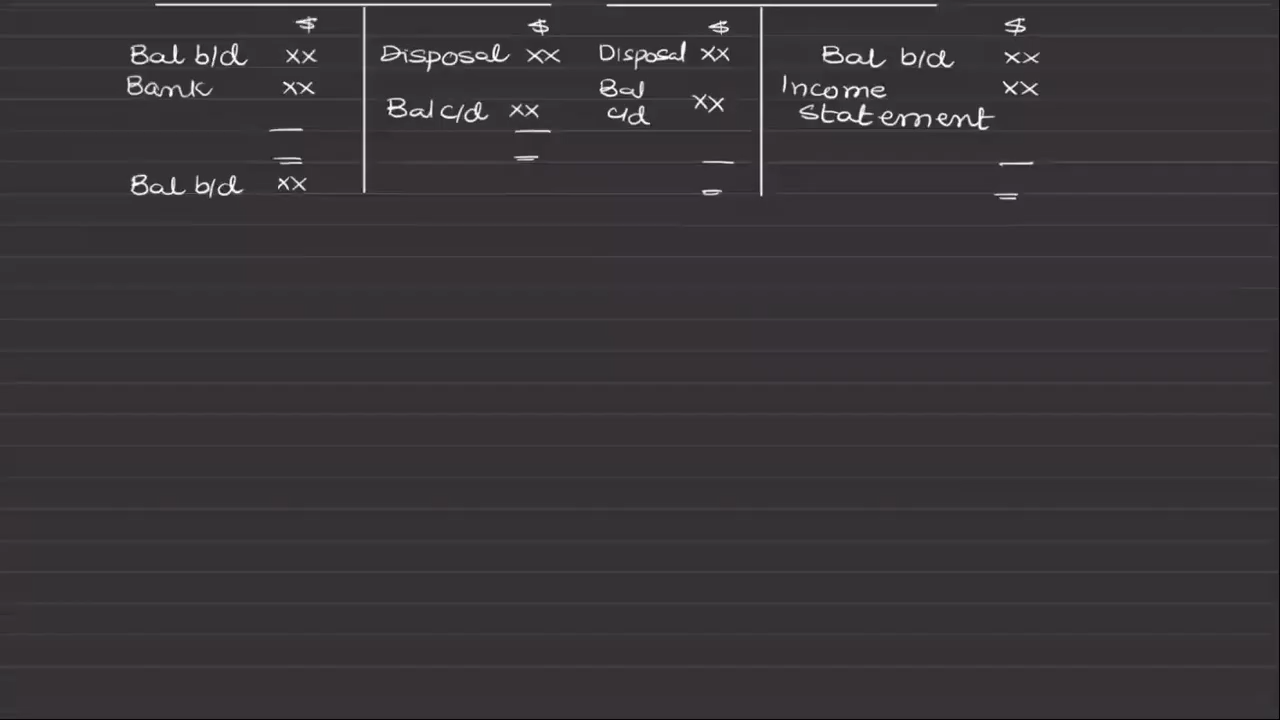 $ $ $ $
Bal b/d xx Disposal xx Disposal xx Bal b/d xx
Bank xx Bal c/d xx Bal c/d xx Income Statement xx
Bal b/d xx